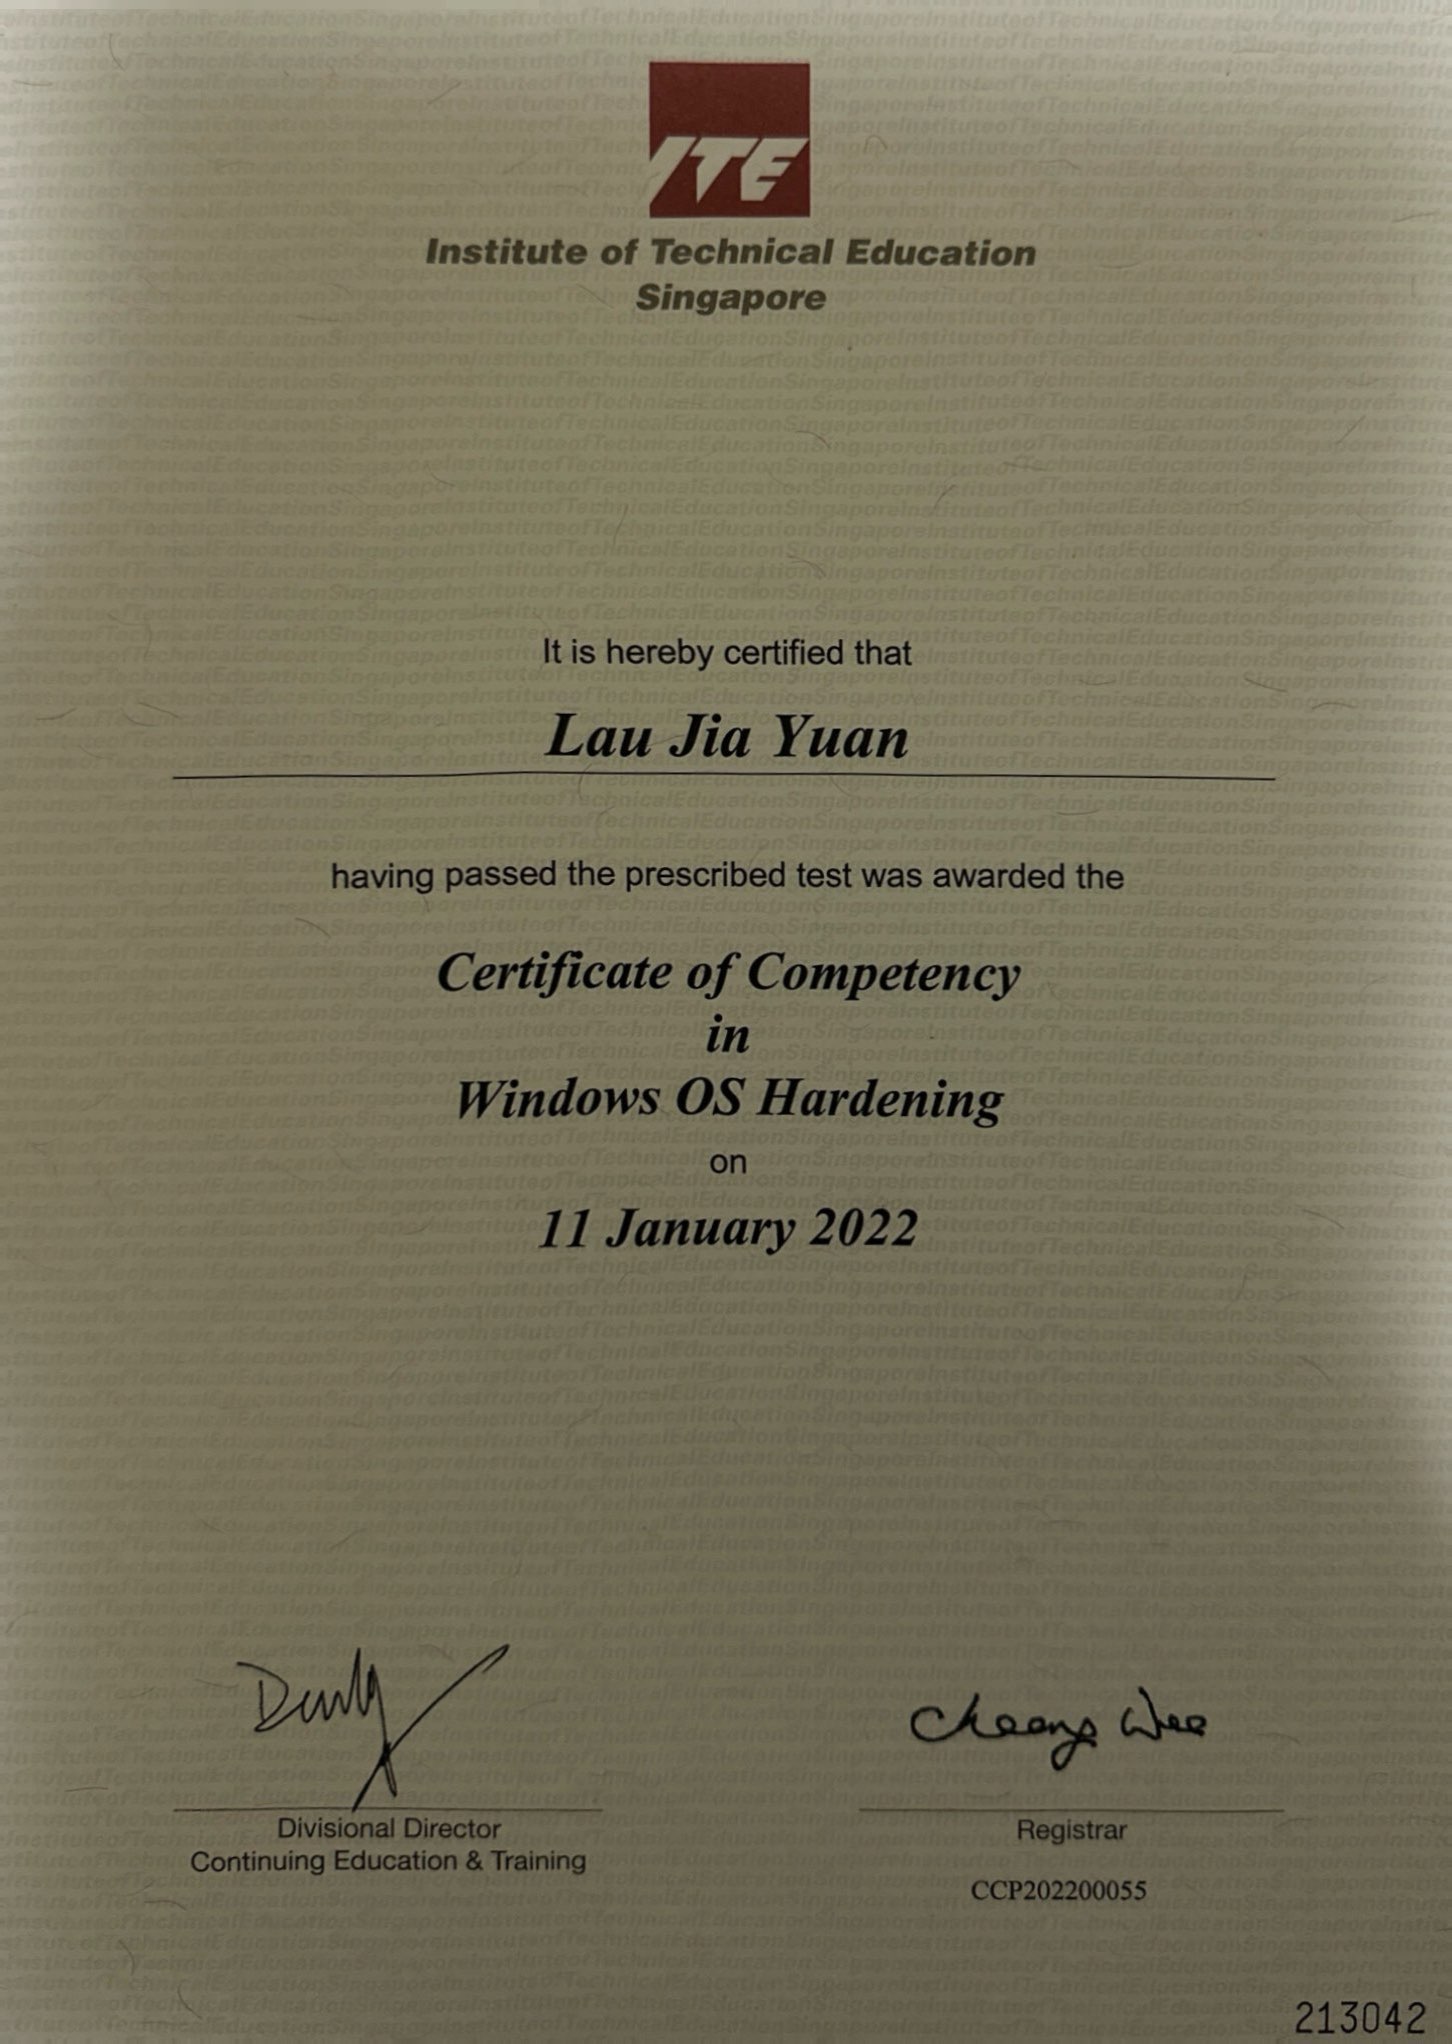 ITE
Institute of Technical Education
Singapore
It is hereby certified that
Lau Jia Yuan
having passed the prescribed test was awarded the
Certificate of Competency
in
Windows OS Hardening
on
11 January 2022
Cheong Wee
Divisional Director
Continuing Education & Training
Registrar
CCP202200055
213042